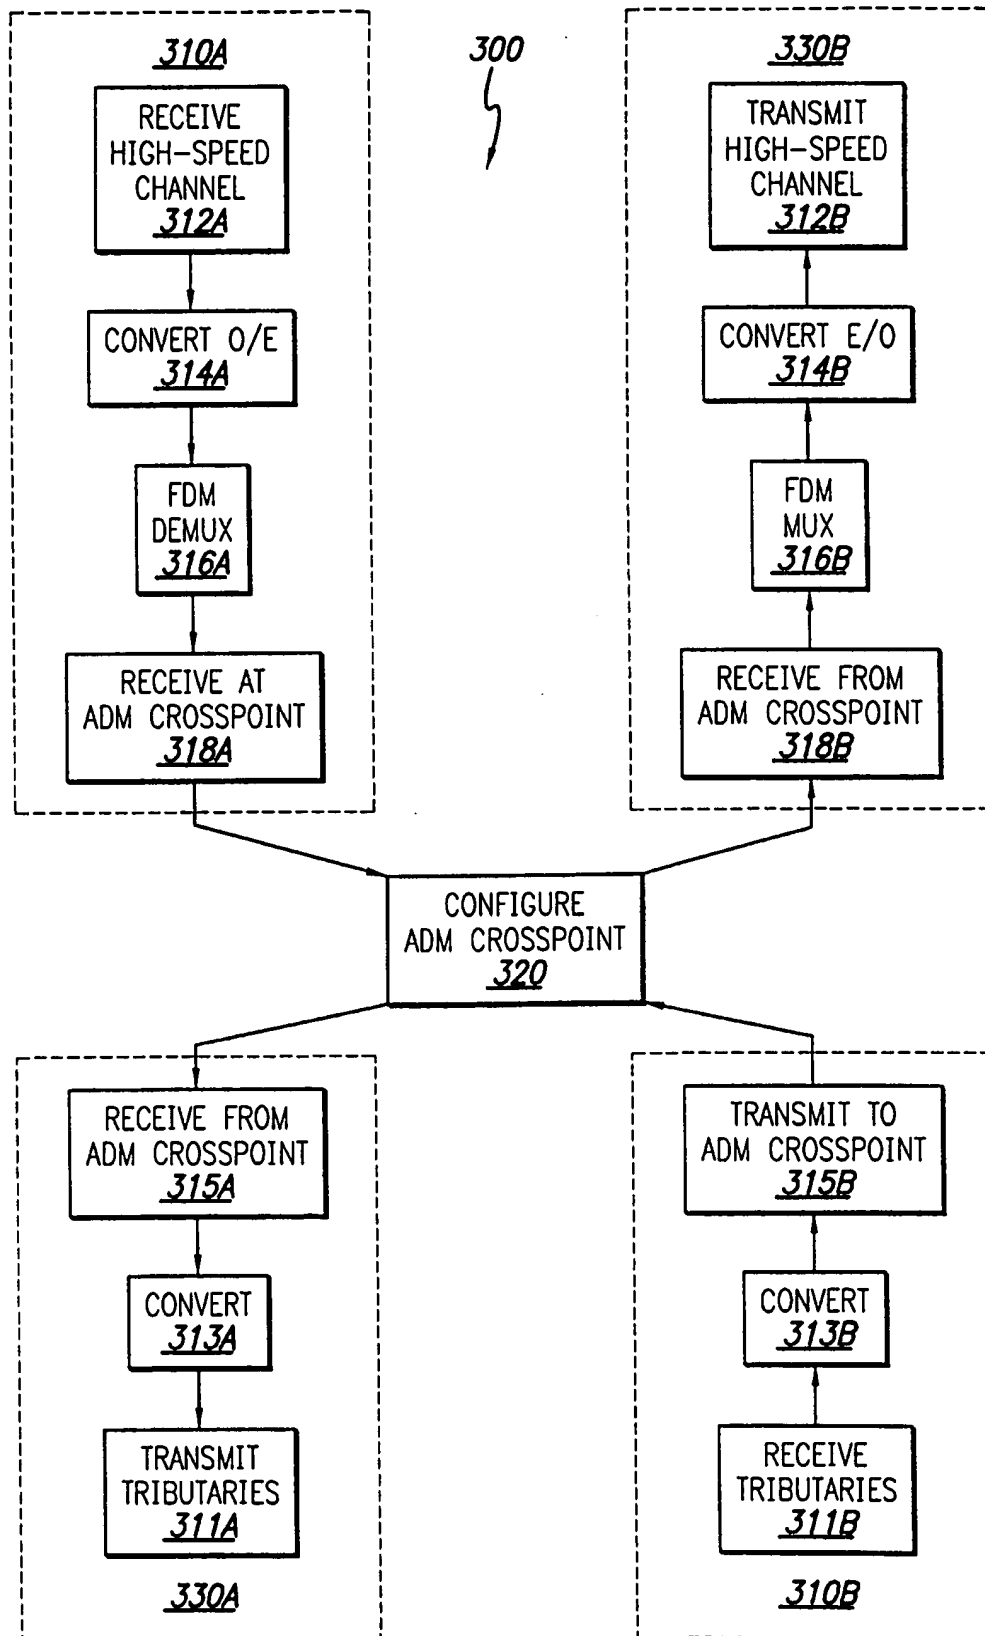 310A
RECEIVE
HIGH-SPEED
CHANNEL
312A
CONVERT O/E
314A
FDM
DEMUX
316A
RECEIVE AT
ADM CROSSPOINT
318A
300
330B
TRANSMIT
HIGH-SPEED
CHANNEL
312B
CONVERT E/O
314B
FDM
MUX
316B
RECEIVE FROM
ADM CROSSPOINT
318B
CONFIGURE
ADM CROSSPOINT
320
RECEIVE FROM
ADM CROSSPOINT
315A
CONVERT
313A
TRANSMIT
TRIBUTARIES
311A
330A
TRANSMIT TO
ADM CROSSPOINT
315B
CONVERT
313B
RECEIVE
TRIBUTARIES
311B
310B